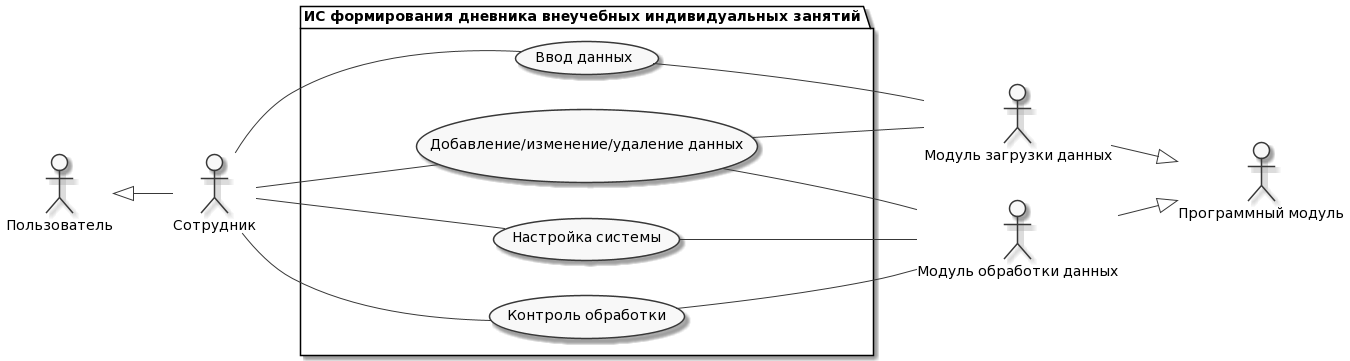 ИС формирования дневника внеучебных индивидуальных занятий
Ввод данных
Добавление/изменение/удаление данных
Настройка системы
Контроль обработки
Пользователь
Сотрудник
Модуль загрузки данных
Модуль обработки данных
Программный модуль